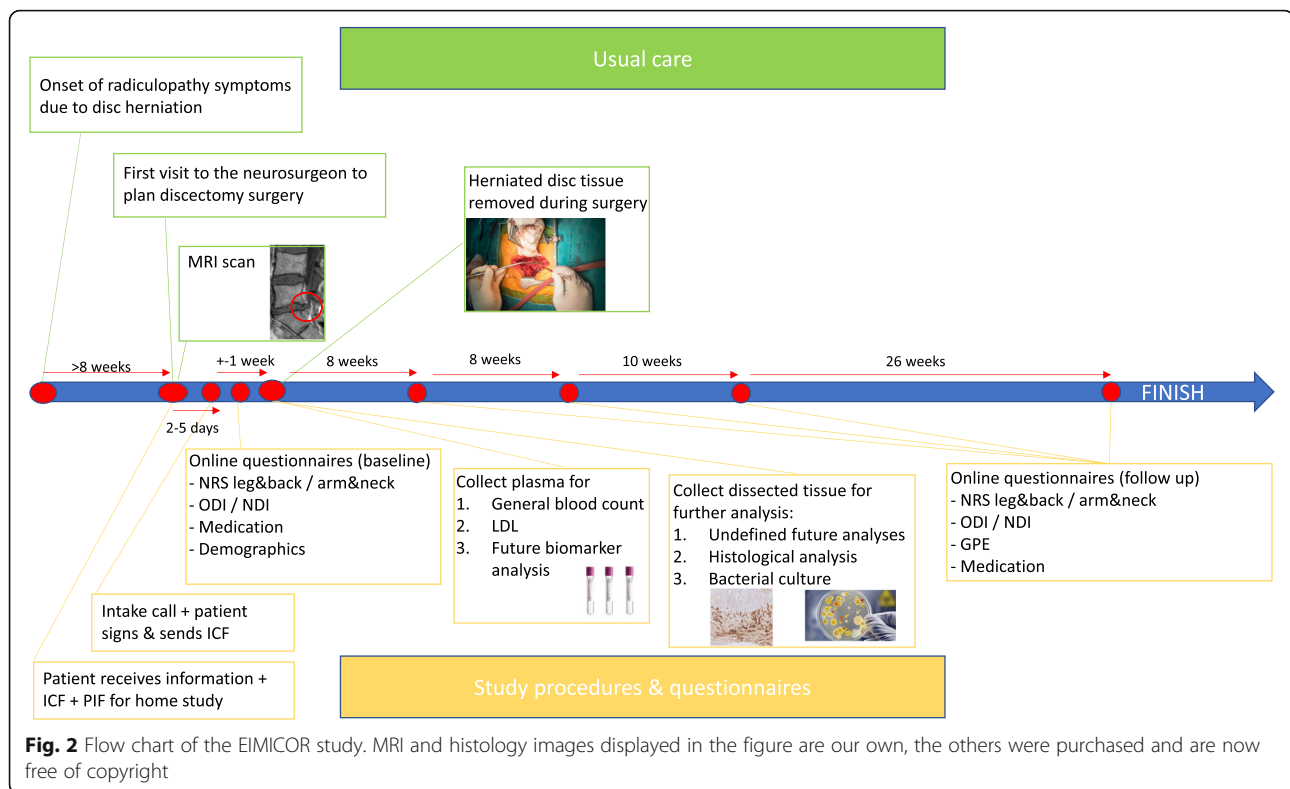 Usual care
Onset of radiculopathy symptoms
due to disc herniation
First visit to the neurosurgeon to
plan discectomy surgery
MRI scan
Herniated disc tissue
removed during surgery
>8 weeks
+-1 week
8 weeks
8 weeks
10 weeks
26 weeks
FINISH
2-5 days
Online questionnaires (baseline)
- NRS leg&back / arm&neck
- ODI / NDI
- Medication
- Demographics
Collect plasma for
1. General blood count
2. LDL
3. Future biomarker
analysis
Collect dissected tissue for
further analysis:
1. Undefined future analyses
2. Histological analysis
3. Bacterial culture
Online questionnaires (follow up)
- NRS leg&back / arm&neck
- ODI / NDI
- GPE
- Medication
Intake call + patient
signs & sends ICF
Patient receives information +
ICF + PIF for home study
Study procedures & questionnaires
Fig. 2 Flow chart of the EIMICOR study. MRI and histology images displayed in the figure are our own, the others were purchased and are now
free of copyright